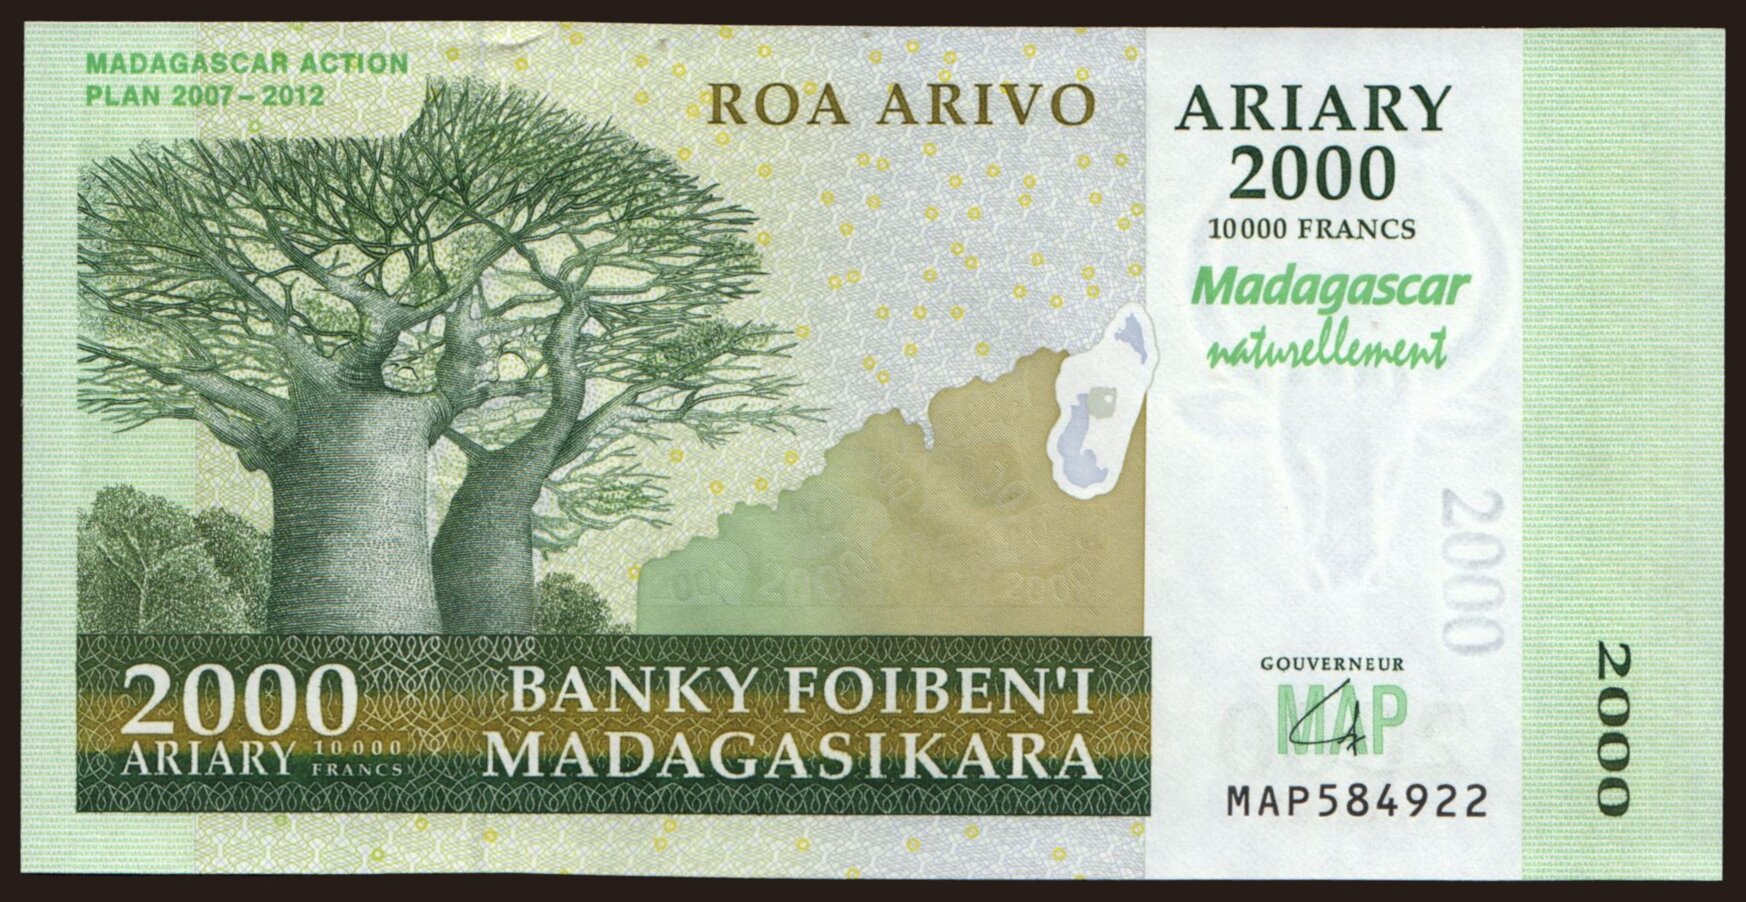 MADAGASCAR ACTION
PLAN 2007–2012
ROA ARIVO
ARIARY
2000
10000 FRANCS
Madagascar
naturellement
2000
2000
ARIARY 10000
FRANCS
BANKY FOIBEN'I
MADAGASIKARA
GOUVERNEUR
MAP
MAP584922
2000